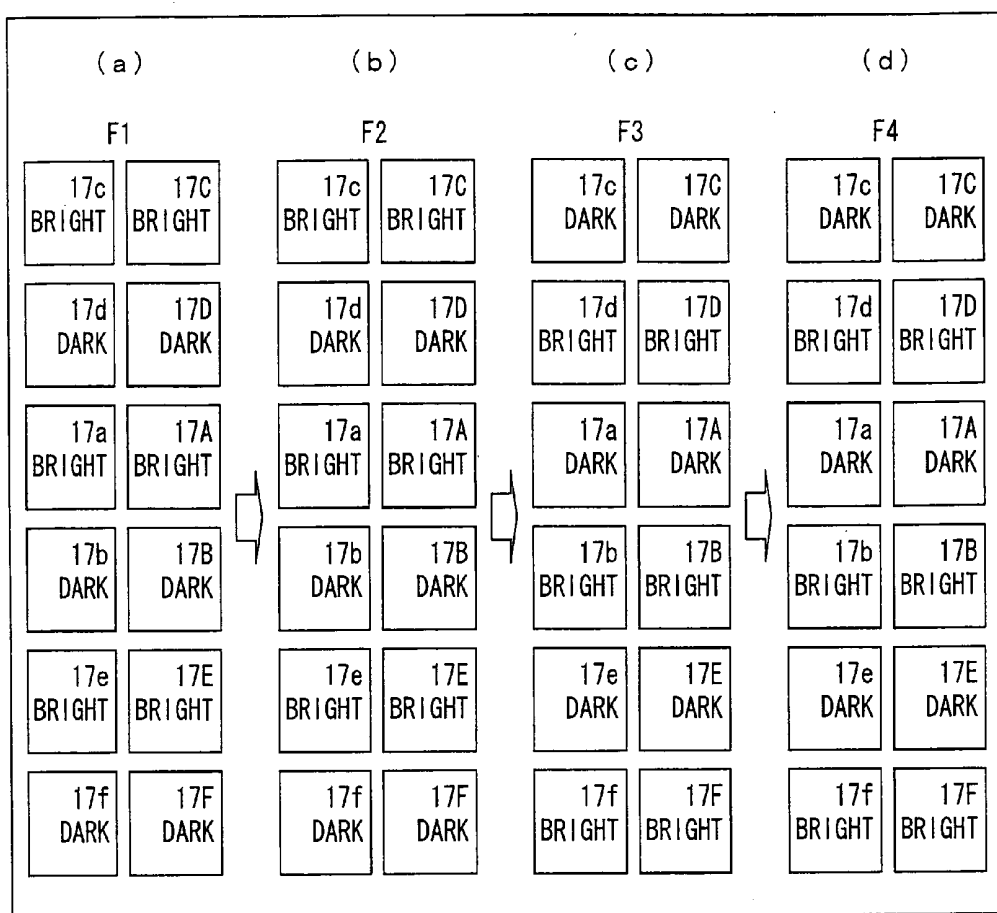 (a) (b) (c) (d)
F1 F2 F3 F4
17c 17C 17c 17C 17c 17C 17c 17C
BRIGHT BRIGHT BRIGHT BRIGHT DARK DARK DARK DARK
17d 17D 17d 17D 17d 17D 17d 17D
DARK DARK DARK DARK BRIGHT BRIGHT BRIGHT BRIGHT
17a 17A 17a 17A 17a 17A 17a 17A
BRIGHT BRIGHT BRIGHT BRIGHT DARK DARK DARK DARK
17b 17B 17b 17B 17b 17B 17b 17B
DARK DARK DARK DARK BRIGHT BRIGHT BRIGHT BRIGHT
17e 17E 17e 17E 17e 17E 17e 17E
BRIGHT BRIGHT BRIGHT BRIGHT DARK DARK DARK DARK
17f 17F 17f 17F 17f 17F 17f 17F
DARK DARK DARK DARK BRIGHT BRIGHT BRIGHT BRIGHT